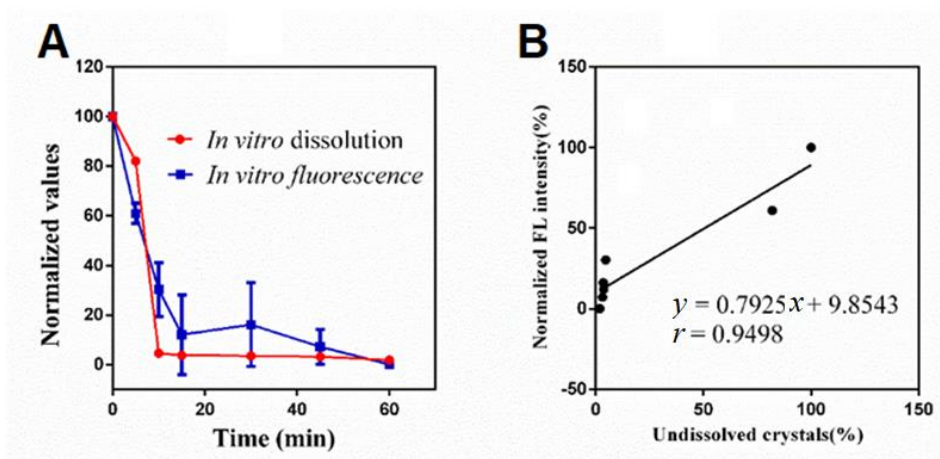 A
B
120
100
80
60
40
20
0
Normalized values
In vitro dissolution
In vitro fluorescence
0
20
40
60
Time (min)
150
100
50
0
-50
Normalized FL intensity(%)
y = 0.7925x + 9.8543
r = 0.9498
0
50
100
150
Undissolved crystals(%)